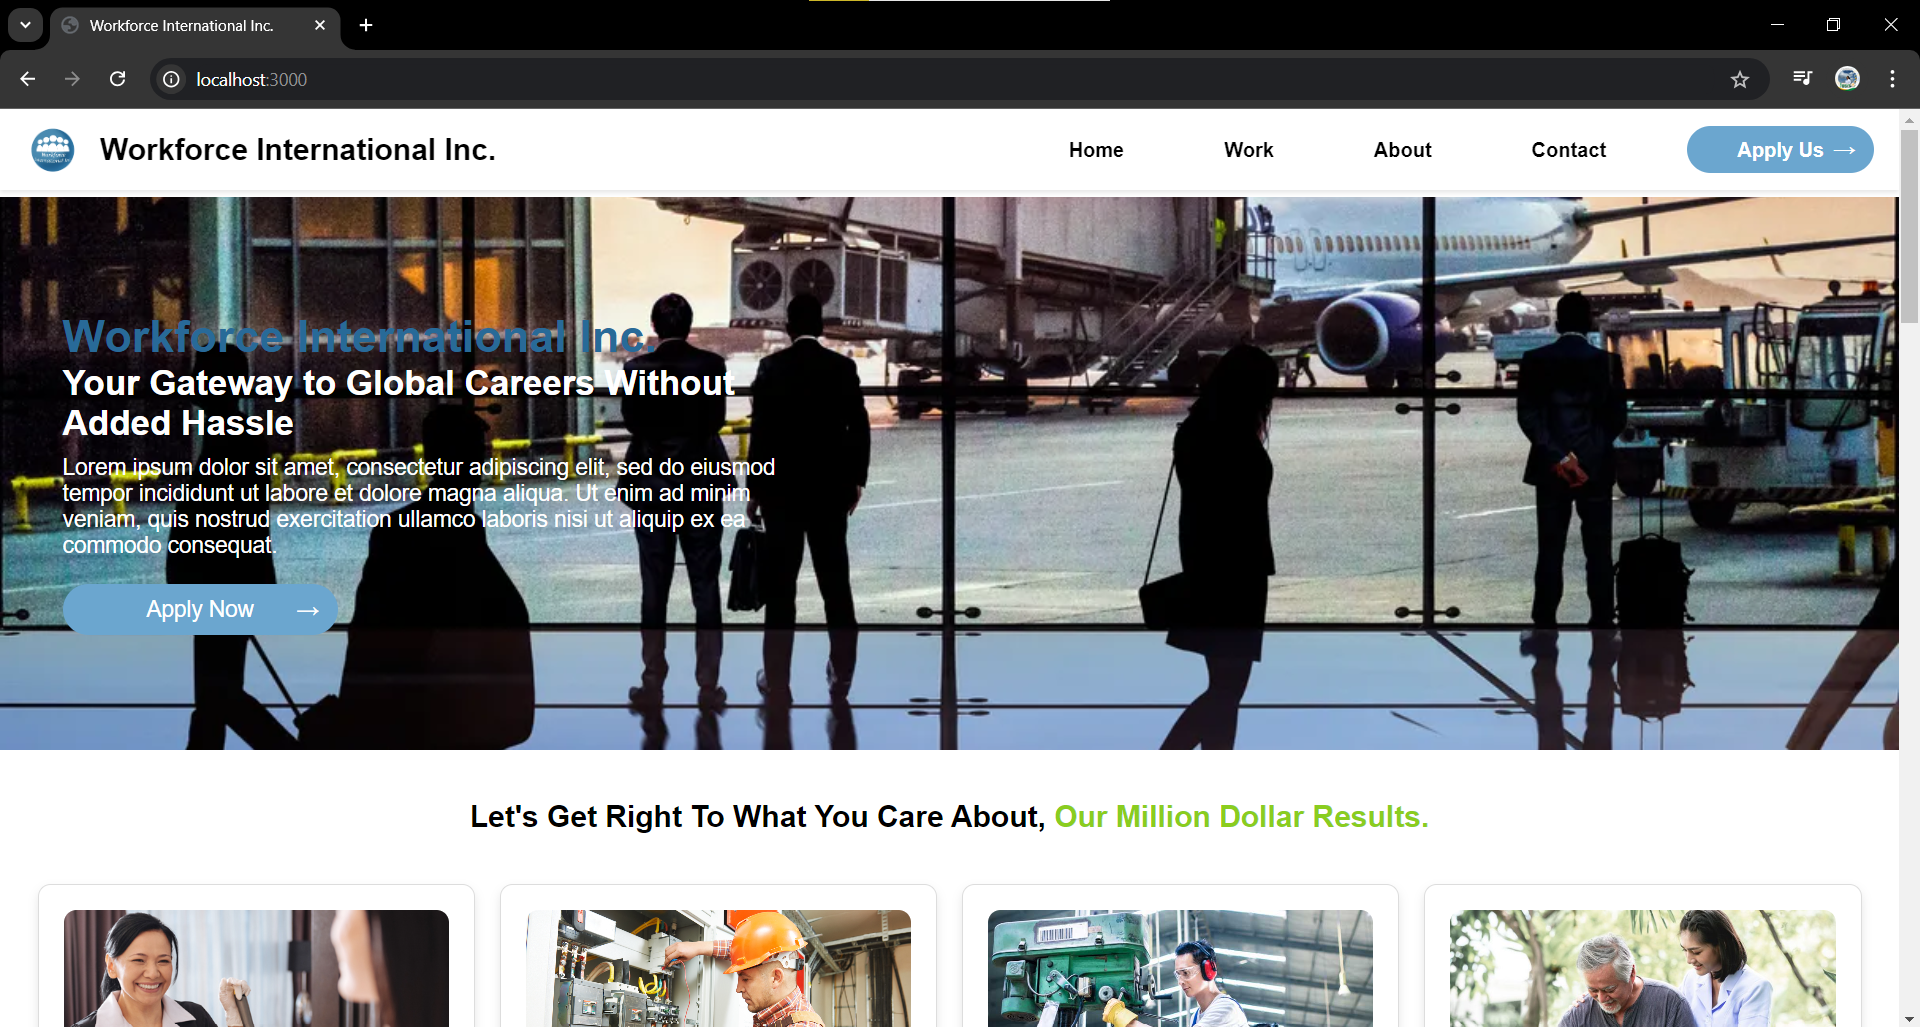 Workforce International Inc.
localhost:3000
Workforce International Inc.
Home
Work
About
Contact
Apply Us →
Workforce International Inc.
Your Gateway to Global Careers Without
Added Hassle
Lorem ipsum dolor sit amet, consectetur adipiscing elit, sed do eiusmod
tempor incididunt ut labore et dolore magna aliqua. Ut enim ad minim
veniam, quis nostrud exercitation ullamco laboris nisi ut aliquip ex ea
commodo consequat.
Apply Now →
Let's Get Right To What You Care About, Our Million Dollar Results.